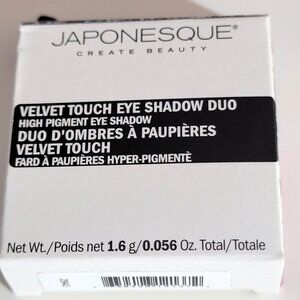 JAPONESQUE®
CREATE BEAUTY
VELVET TOUCH EYE SHADOW DUO
HIGH PIGMENT EYE SHADOW
DUO D'OMBRES À PAUPIÈRES
VELVET TOUCH
FARD À PAUPIÈRES HYPER-PIGMENTÉ
Net Wt./Poids net 1.6 g/0.056 Oz. Total/Totale